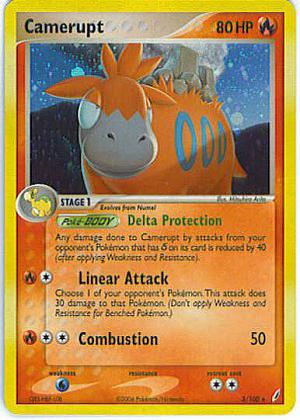 Camerupt 80 HP
Illus. Mitsuhiro Arita
STAGE 1 Evolves from Numel
Poké-BODY Delta Protection
Any damage done to Camerupt by attacks from your
opponent's Pokémon that has δ on its card is reduced by 40
(after applying Weakness and Resistance).
Linear Attack
Choose 1 of your opponent's Pokémon. This attack does
30 damage to that Pokémon. (Don't apply Weakness and
Resistance for Benched Pokémon.)
Combustion 50
weakness resistance retreat cost
©2006 Pokémon/Nintendo